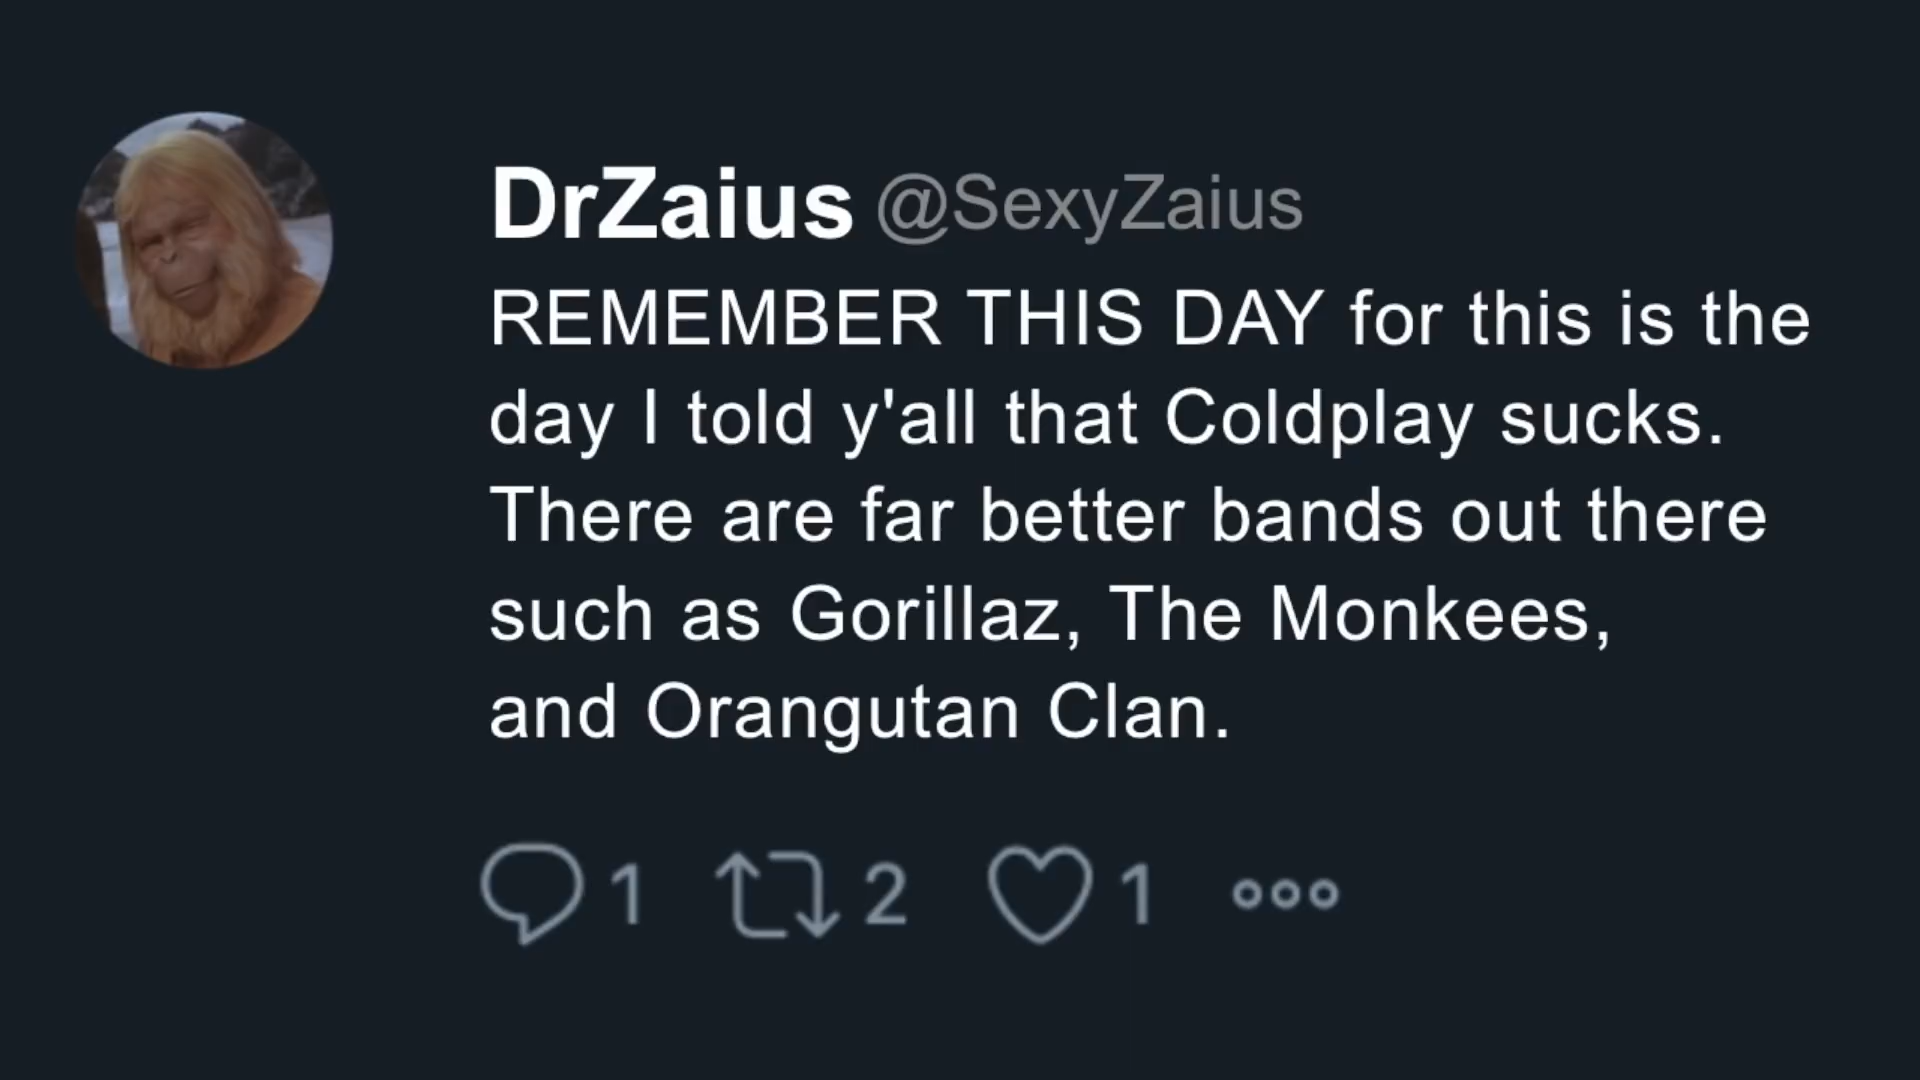 DrZaius @SexyZaius
REMEMBER THIS DAY for this is the
day I told y'all that Coldplay sucks.
There are far better bands out there
such as Gorillaz, The Monkees,
and Orangutan Clan.
1 2 1